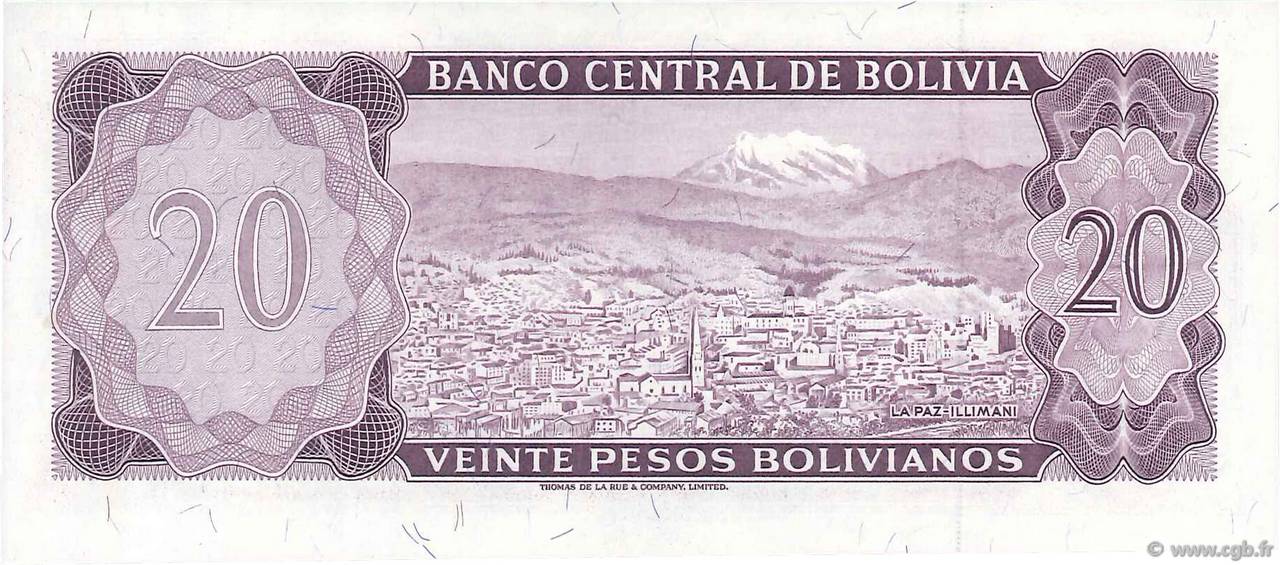 BANCO CENTRAL DE BOLIVIA
20
20
LA PAZ-ILLIMANI
VEINTE PESOS BOLIVIANOS
THOMAS DE LA RUE & COMPANY, LIMITED.
© www.cgb.fr